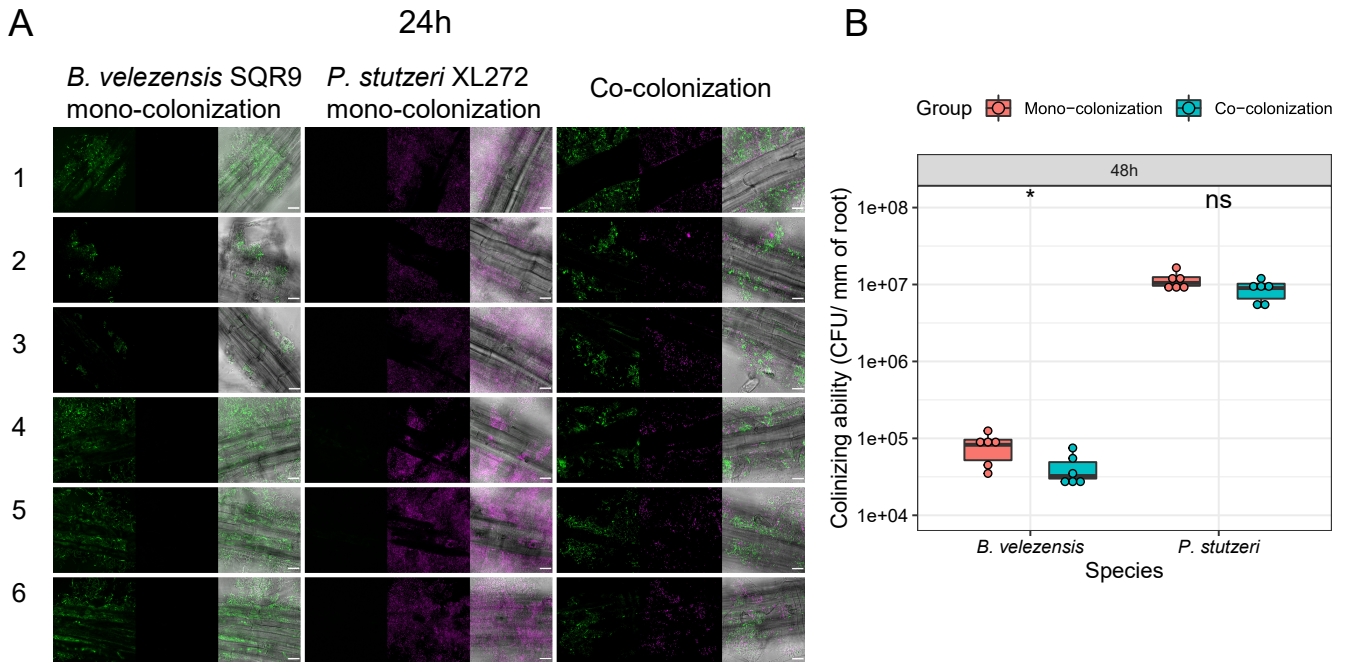 A
24h
B. velezensis SQR9
mono-colonization
P. stutzeri XL272
mono-colonization
Co-colonization
1
2
3
4
5
6
B
Group
Mono-colonization
Co-colonization
48h
*
ns
Colinizing ability (CFU/ mm of root)
1e+08
1e+07
1e+06
1e+05
1e+04
B. velezensis
P. stutzeri
Species